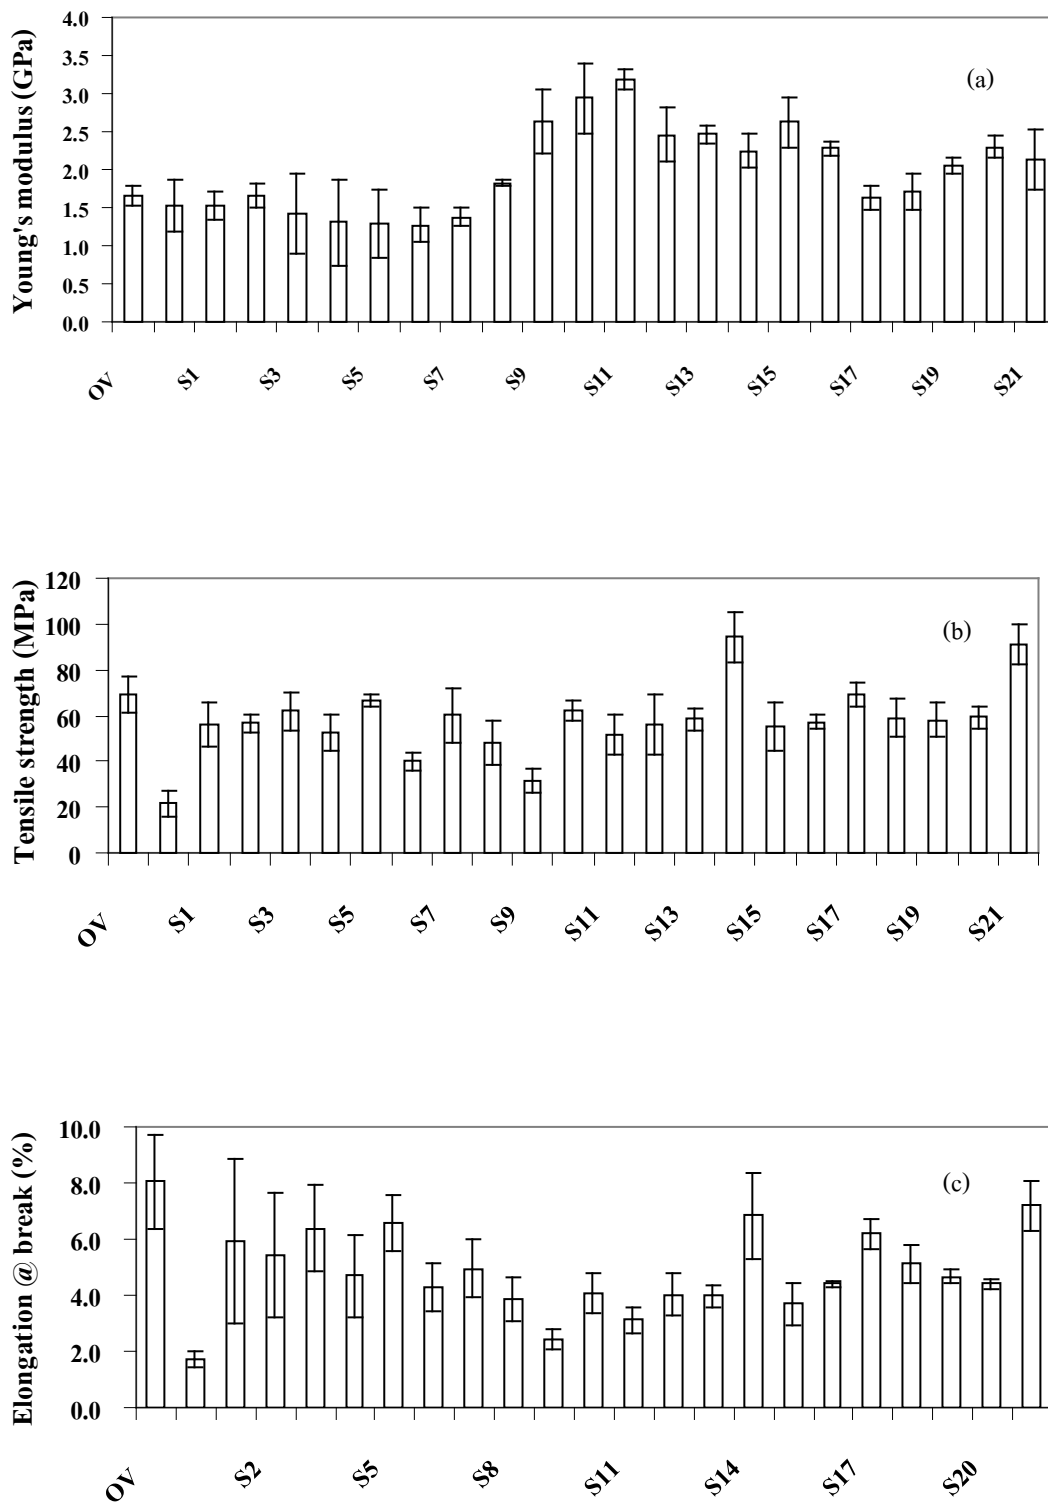 Young's modulus (GPa)
4.0
3.5
3.0
2.5
2.0
1.5
1.0
0.5
0.0
(a)
OV S1 S3 S5 S7 S9 S11 S13 S15 S17 S19 S21
Tensile strength (MPa)
120
100
80
60
40
20
0
(b)
OV S1 S3 S5 S7 S9 S11 S13 S15 S17 S19 S21
Elongation @ break (%)
10.0
8.0
6.0
4.0
2.0
0.0
(c)
OV S2 S5 S8 S11 S14 S17 S20